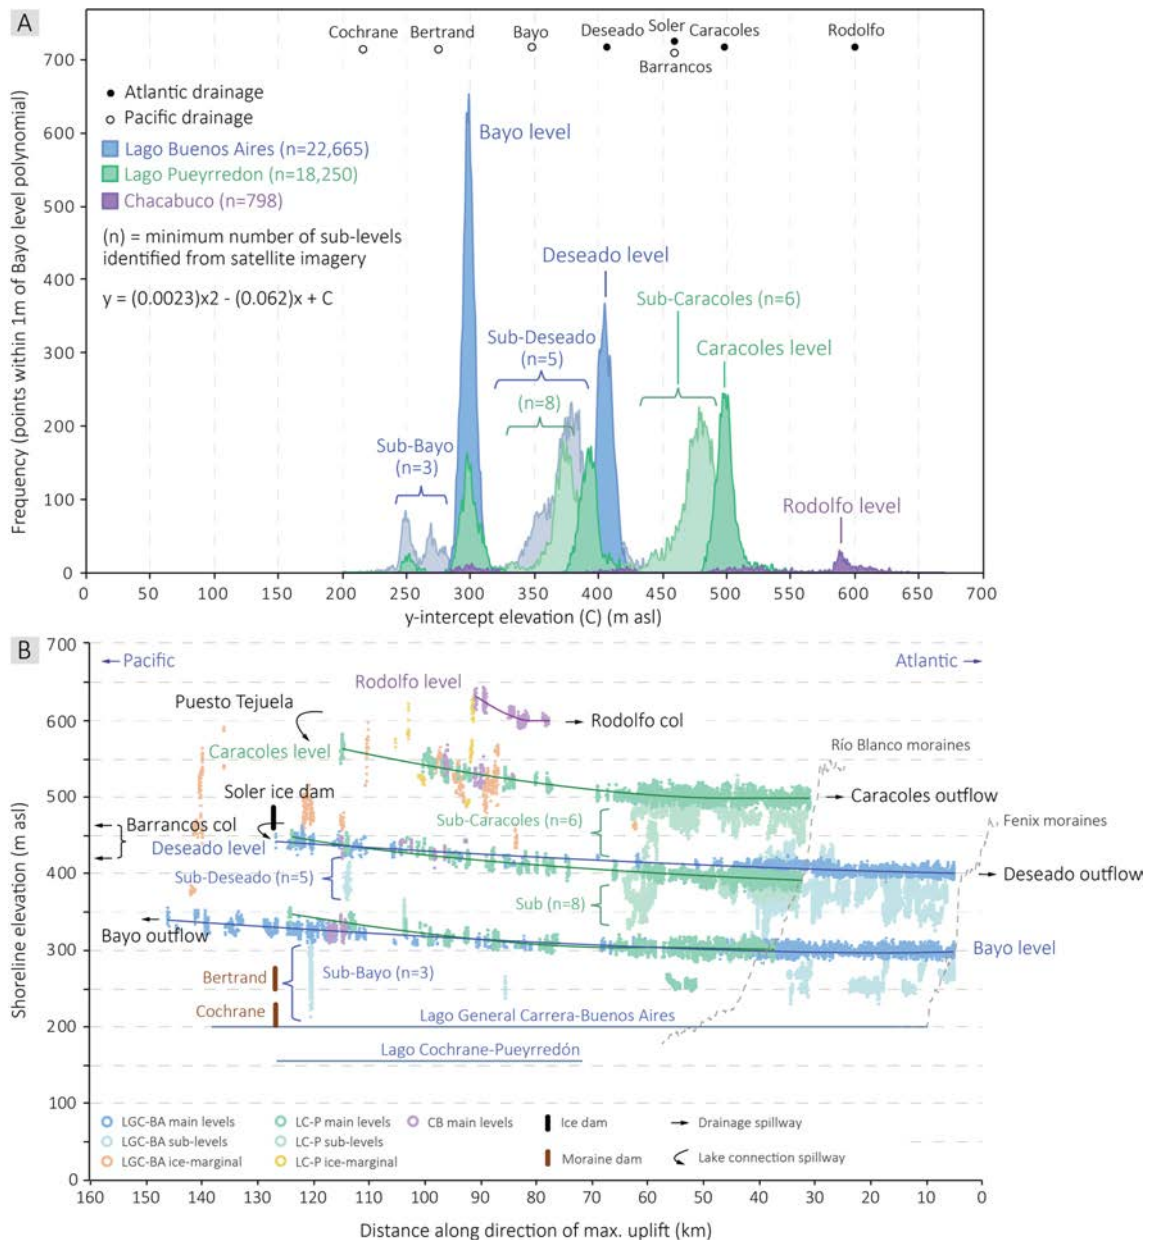 A
Cochrane
Bertrand
Bayo
Deseado
Soler
Caracoles
Rodolfo
Barrancos
Atlantic drainage
Pacific drainage
Lago Buenos Aires (n=22,665)
Lago Pueyrredon (n=18,250)
Chacabuco (n=798)
(n) = minimum number of sub-levels
identified from satellite imagery
y = (0.0023)x2 - (0.062)x + C
Bayo level
Deseado level
Sub-Caracoles (n=6)
Sub-Deseado
(n=5)
Caracoles level
(n=8)
Sub-Bayo
(n=3)
Rodolfo level
Frequency (points within 1m of Bayo level polynomial)
700
600
500
400
300
200
100
0
0 50 100 150 200 250 300 350 400 450 500 550 600 650 700
y-intercept elevation (C) (m asl)
B
Pacific
Atlantic
Rodolfo level
Puesto Tejuela
Rodolfo col
Caracoles level
Río Blanco moraines
Soler ice dam
Caracoles outflow
Barrancos col
Sub-Caracoles (n=6)
Fenix moraines
Deseado level
Sub-Deseado (n=5)
Deseado outflow
Sub (n=8)
Bayo outflow
Bayo level
Bertrand
Sub-Bayo (n=3)
Cochrane
Lago General Carrera-Buenos Aires
Lago Cochrane-Pueyrredón
LGC-BA main levels
LC-P main levels
CB main levels
Ice dam
Drainage spillway
LGC-BA sub-levels
LC-P sub-levels
LGC-BA ice-marginal
LC-P ice-marginal
Moraine dam
Lake connection spillway
Shoreline elevation (m asl)
700
600
500
400
300
200
100
0
160 150 140 130 120 110 100 90 80 70 60 50 40 30 20 10 0
Distance along direction of max. uplift (km)